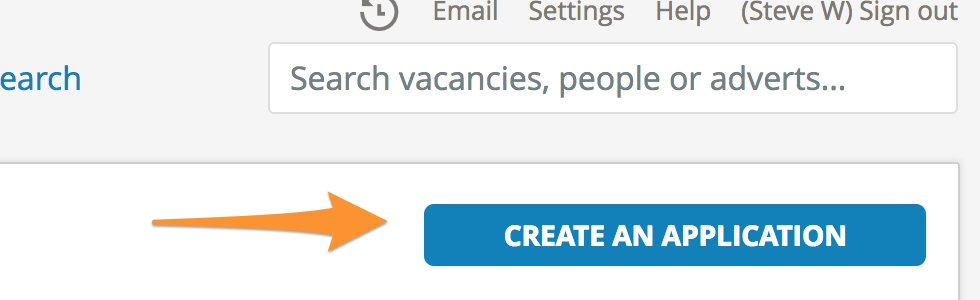 Email Settings Help (Steve W) Sign out
earch
Search vacancies, people or adverts...
CREATE AN APPLICATION